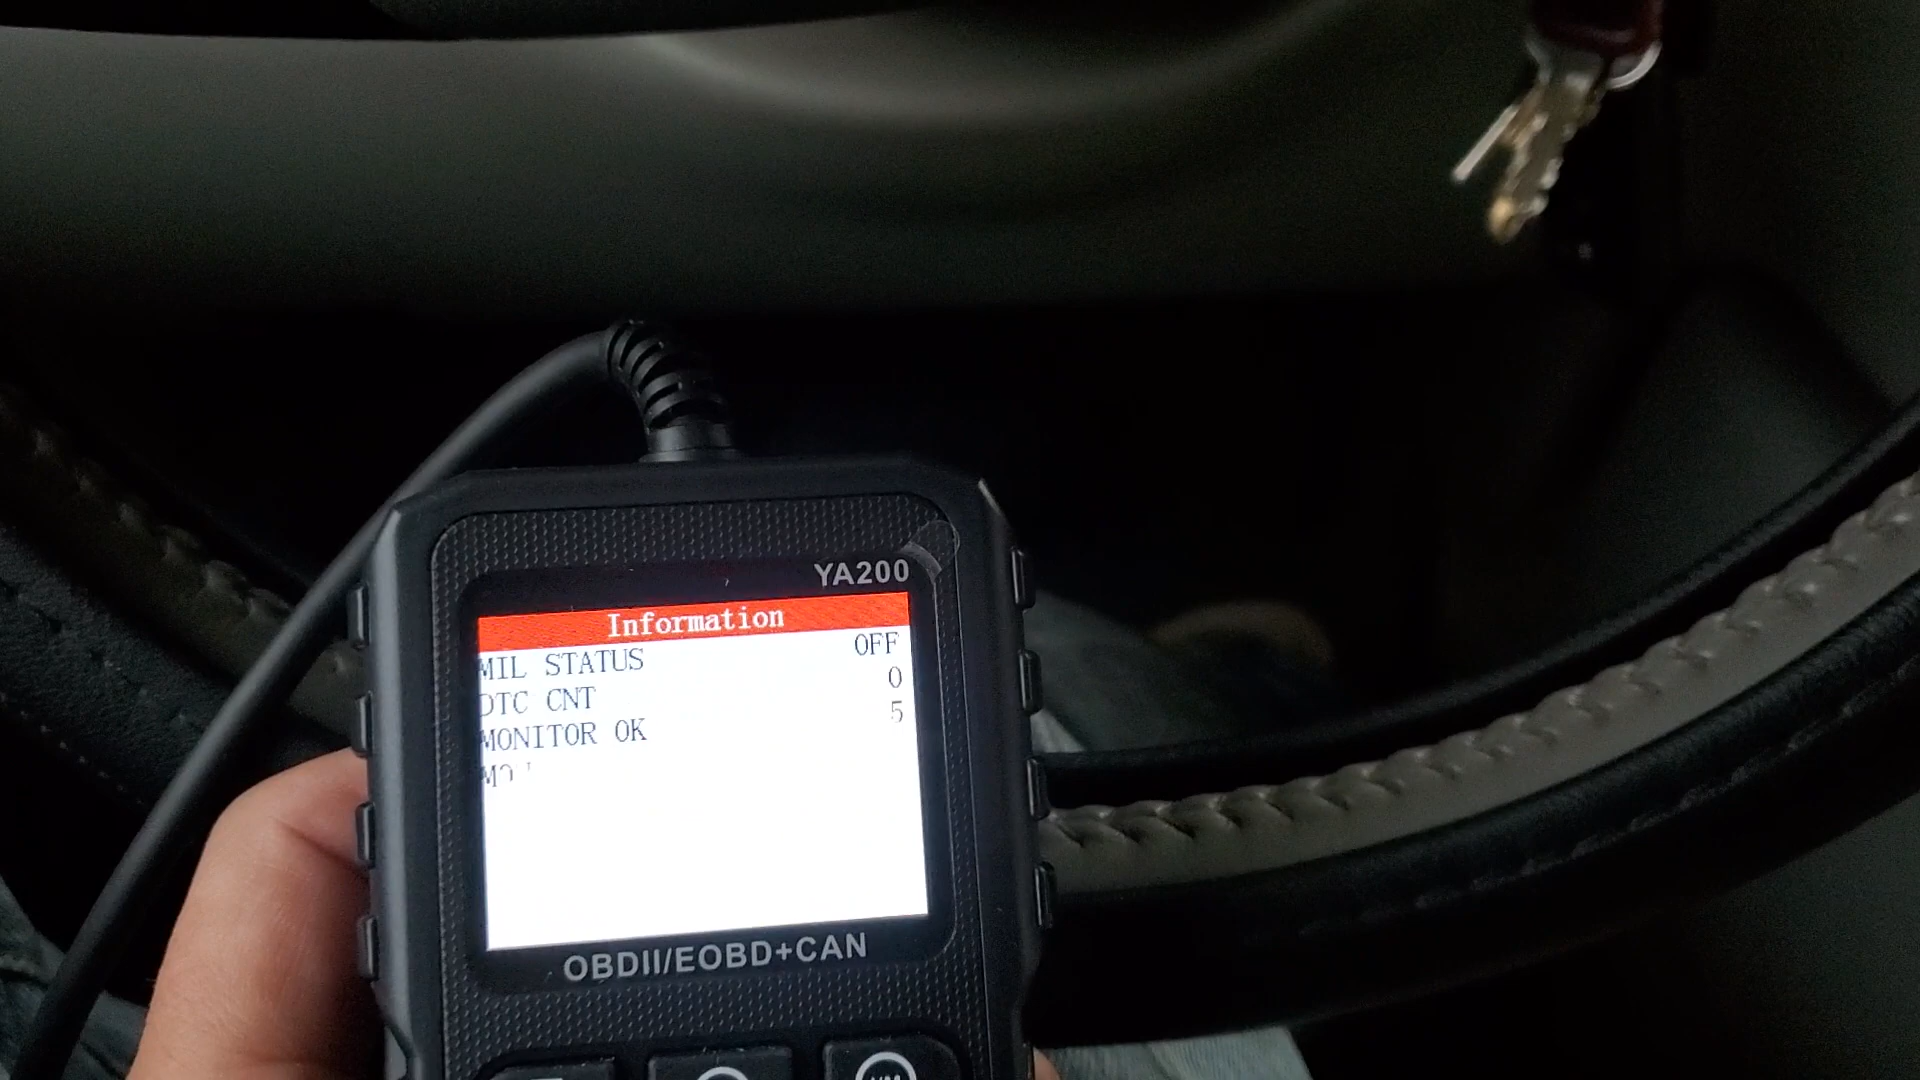 YA200
Information
MIL STATUS OFF
DTC CNT 0
MONITOR OK 5
OBDII/EOBD+CAN